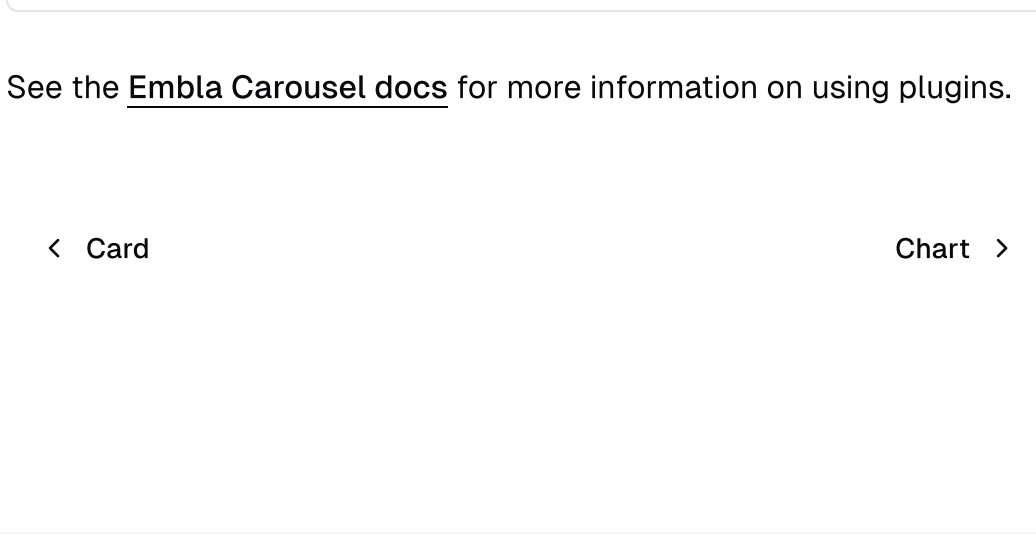 See the Embla Carousel docs for more information on using plugins.
Card
Chart